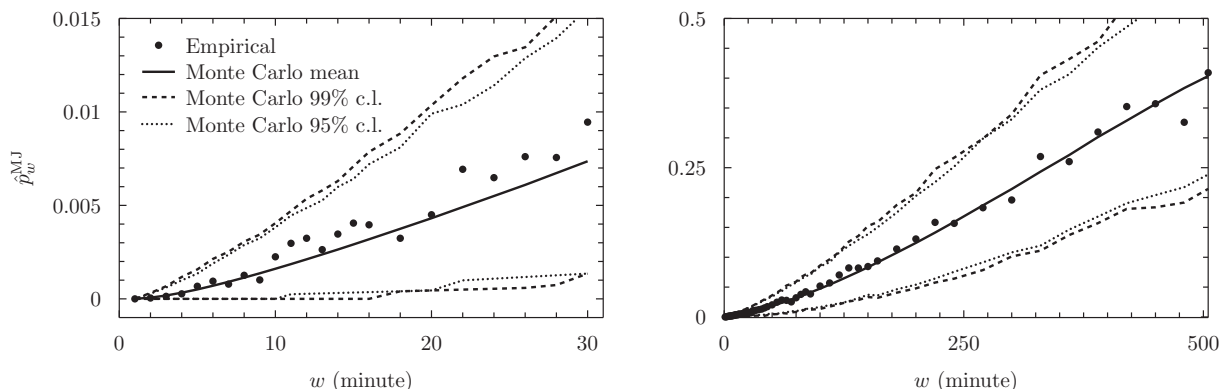 0.015
0.01
0.005
0
p̂_w^MJ
Empirical
Monte Carlo mean
Monte Carlo 99% c.l.
Monte Carlo 95% c.l.
0 10 20 30
w (minute)
0.5
0.25
0
0 250 500
w (minute)